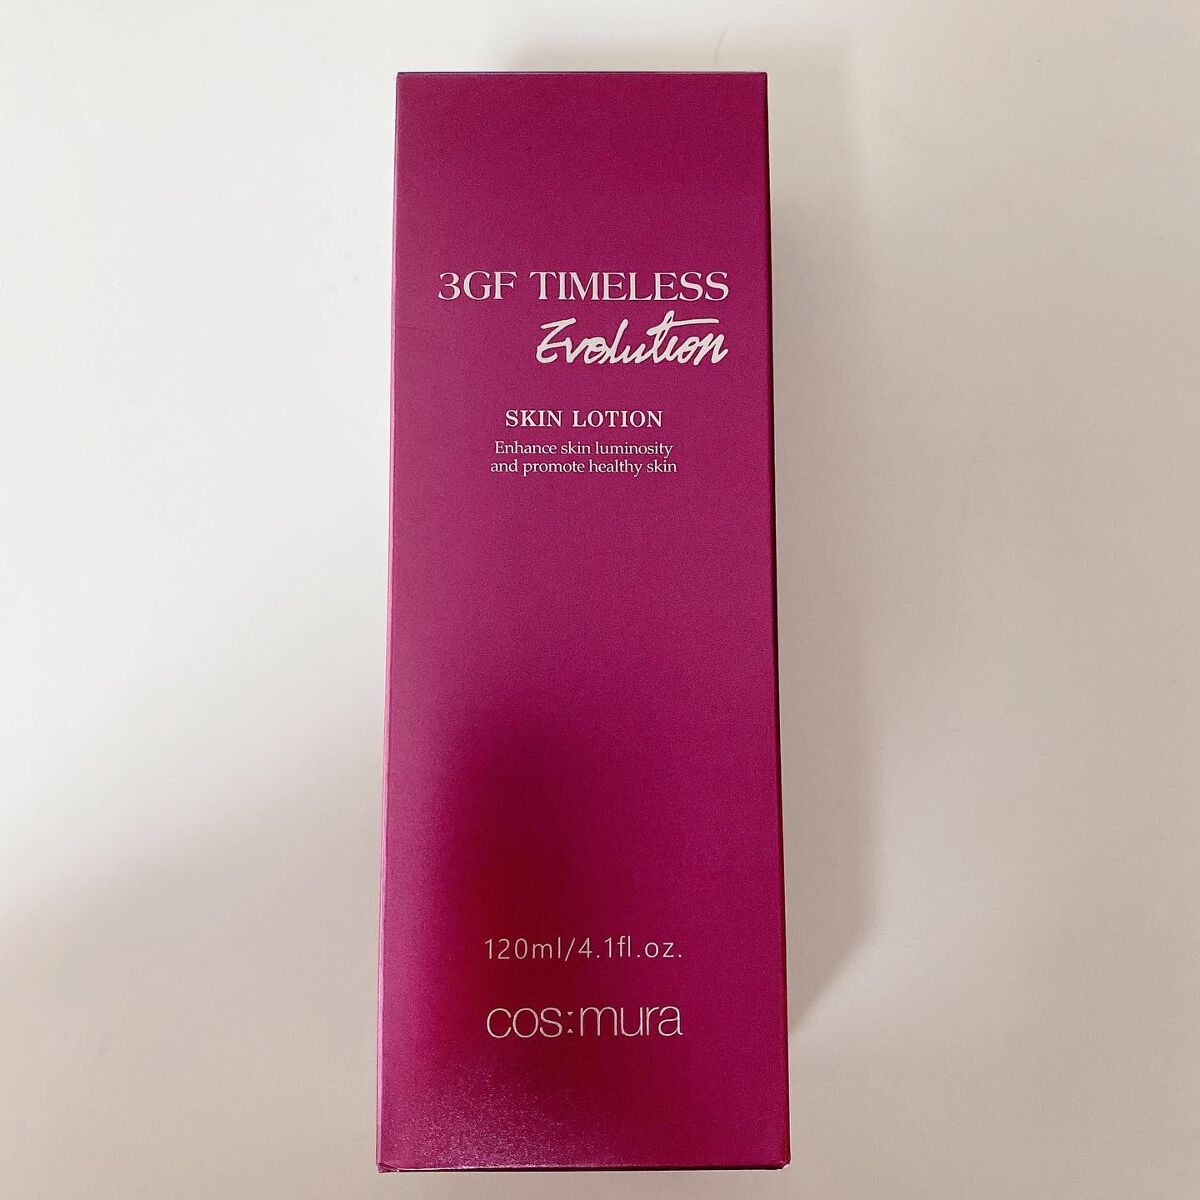 3GF TIMELESS
Evolution
SKIN LOTION
Enhance skin luminosity
and promote healthy skin
120ml/4.1fl.oz.
cos:mura